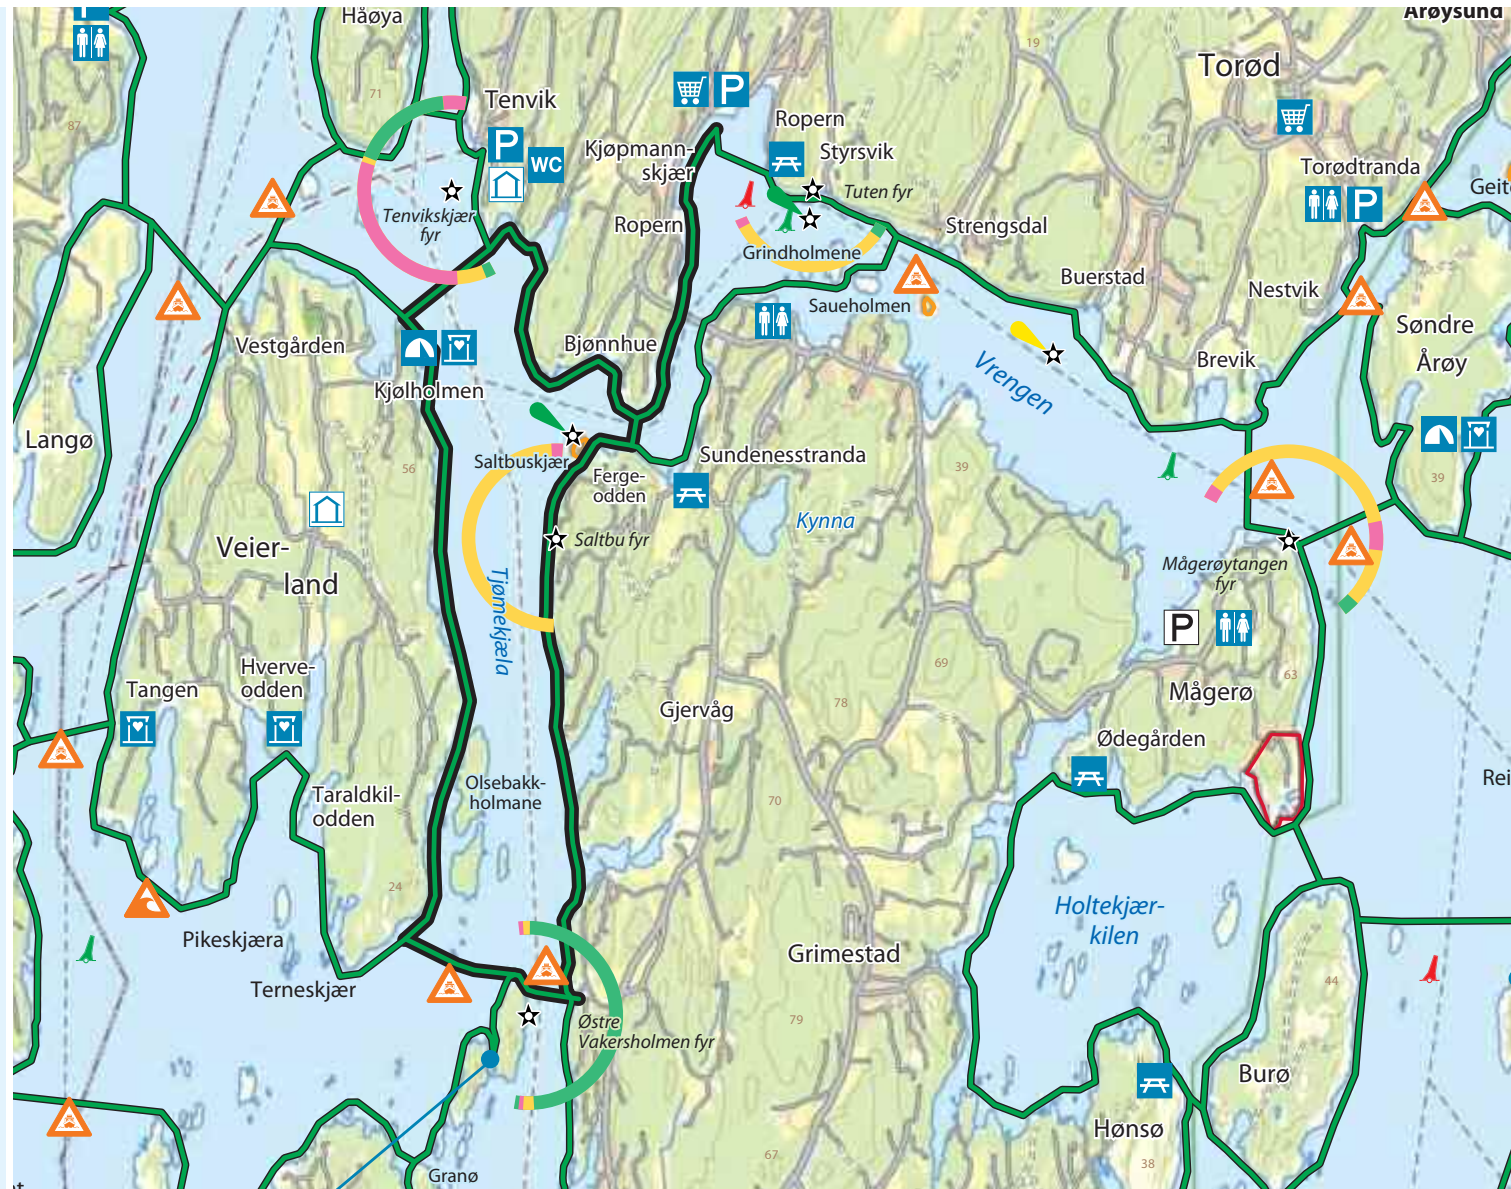 Håøya
Arøysund
19
Torød
71
Tenvik
P
P
Ropern
87
Kjøpmann-
skjær
Styrsvik
WC
Torødtranda
Tuten fyr
P
Tenvikskjær
fyr
Ropern
Strengsdal
Grindholmene
Buerstad
Nestvik
Saueholmen
Søndre
Årøy
Vestgården
Bjønnhue
Brevik
Vrengen
Kjølholmen
Langø
Saltbuskjær
Sundenesstranda
56
39
39
Ferge-
odden
Kynna
Saltbu fyr
Veier-
land
Mågerøytangen
fyr
Tjømekjæla
P
Hverve-
odden
69
63
Tangen
Mågerø
78
Gjervåg
Ødegården
Olsebakk-
holmane
Taraldkil-
odden
70
24
Holtekjær-
kilen
Pikeskjæra
Grimestad
Terneskjær
44
79
Østre
Vakersholmen fyr
Burø
Hønsø
67
38
Granø